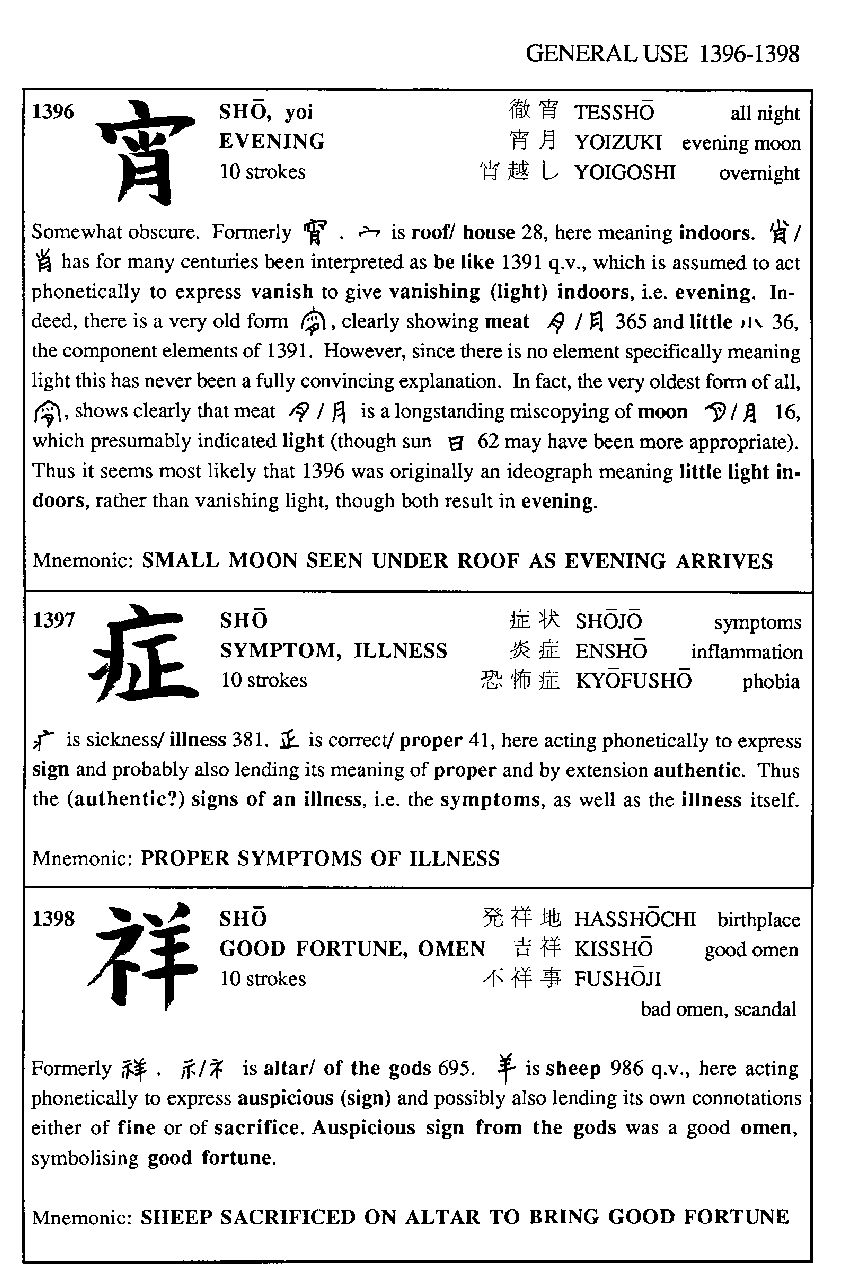 GENERAL USE 1396-1398
1396 宵 SHŌ, yoi 徹宵 TESSHŌ all night
EVENING 宵月 YOIZUKI evening moon
10 strokes 宵越し YOIGOSHI overnight
Somewhat obscure. Formerly . 宀 is roof/ house 28, here meaning indoors. 肖/
has for many centuries been interpreted as be like 1391 q.v., which is assumed to act
phonetically to express vanish to give vanishing (light) indoors, i.e. evening. In-
deed, there is a very old form , clearly showing meat / 月 365 and little 36,
the component elements of 1391. However, since there is no element specifically meaning
light this has never been a fully convincing explanation. In fact, the very oldest form of all,
, shows clearly that meat / 月 is a longstanding miscopying of moon / 月 16,
which presumably indicated light (though sun 日 62 may have been more appropriate).
Thus it seems most likely that 1396 was originally an ideograph meaning little light in-
doors, rather than vanishing light, though both result in evening.
Mnemonic: SMALL MOON SEEN UNDER ROOF AS EVENING ARRIVES
1397 症 SHŌ 症状 SHŌJŌ symptoms
SYMPTOM, ILLNESS 炎症 ENSHŌ inflammation
10 strokes 恐怖症 KYŌFUSHŌ phobia
疒 is sickness/ illness 381. 正 is correct/ proper 41, here acting phonetically to express
sign and probably also lending its meaning of proper and by extension authentic. Thus
the (authentic?) signs of an illness, i.e. the symptoms, as well as the illness itself.
Mnemonic: PROPER SYMPTOMS OF ILLNESS
1398 祥 SHŌ 発祥地 HASSHŌCHI birthplace
GOOD FORTUNE, OMEN 吉祥 KISSHŌ good omen
10 strokes 不祥事 FUSHŌJI
bad omen, scandal
Formerly 祥. 示/ネ is altar/ of the gods 695. 羊 is sheep 986 q.v., here acting
phonetically to express auspicious (sign) and possibly also lending its own connotations
either of fine or of sacrifice. Auspicious sign from the gods was a good omen,
symbolising good fortune.
Mnemonic: SHEEP SACRIFICED ON ALTAR TO BRING GOOD FORTUNE